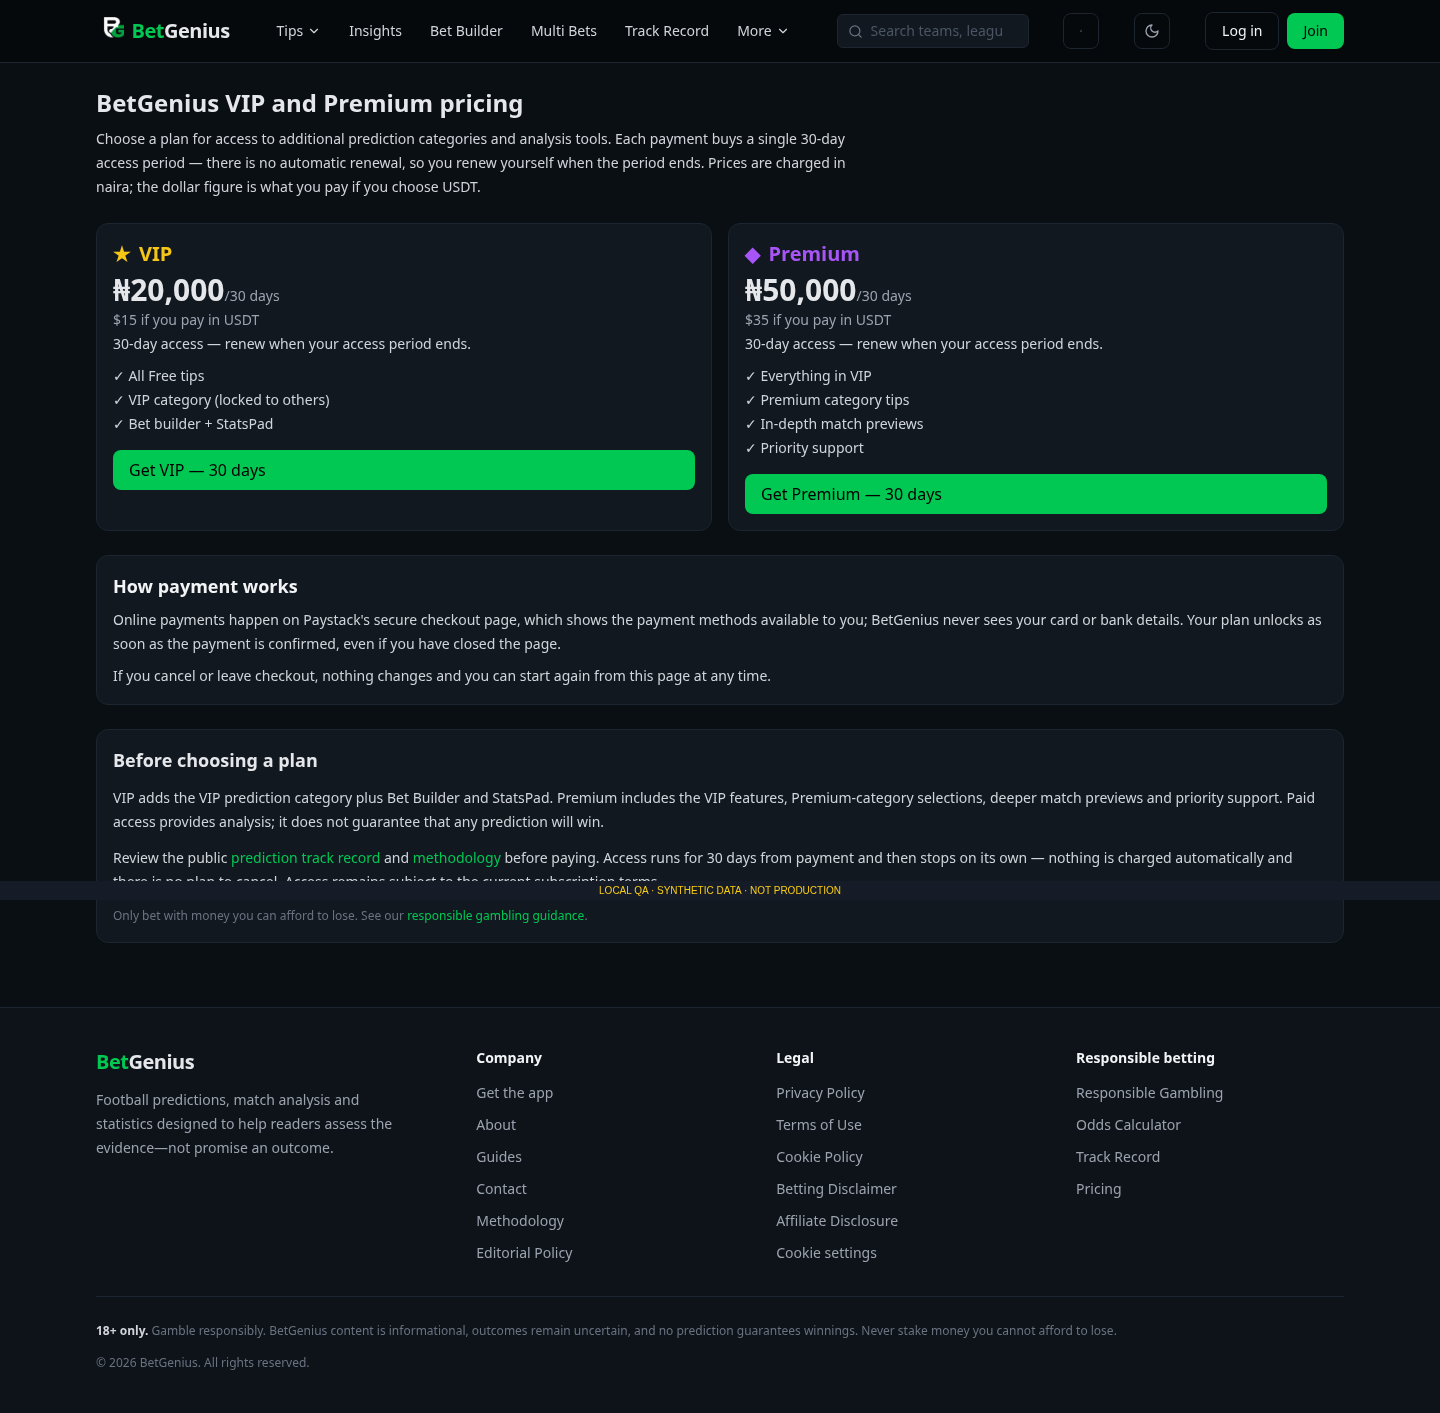 BetGenius
Tips
Insights
Bet Builder
Multi Bets
Track Record
More
Search teams, leagu
Log in
Join
BetGenius VIP and Premium pricing
Choose a plan for access to additional prediction categories and analysis tools. Each payment buys a single 30-day
access period — there is no automatic renewal, so you renew yourself when the period ends. Prices are charged in
naira; the dollar figure is what you pay if you choose USDT.
★ VIP
₦20,000/30 days
$15 if you pay in USDT
30-day access — renew when your access period ends.
✓ All Free tips
✓ VIP category (locked to others)
✓ Bet builder + StatsPad
Get VIP — 30 days
◆ Premium
₦50,000/30 days
$35 if you pay in USDT
30-day access — renew when your access period ends.
✓ Everything in VIP
✓ Premium category tips
✓ In-depth match previews
✓ Priority support
Get Premium — 30 days
How payment works
Online payments happen on Paystack's secure checkout page, which shows the payment methods available to you; BetGenius never sees your card or bank details. Your plan unlocks as
soon as the payment is confirmed, even if you have closed the page.
If you cancel or leave checkout, nothing changes and you can start again from this page at any time.
Before choosing a plan
VIP adds the VIP prediction category plus Bet Builder and StatsPad. Premium includes the VIP features, Premium-category selections, deeper match previews and priority support. Paid
access provides analysis; it does not guarantee that any prediction will win.
Review the public prediction track record and methodology before paying. Access runs for 30 days from payment and then stops on its own — nothing is charged automatically and
there is no plan to cancel. Access remains subject to the current subscription terms.
LOCAL QA · SYNTHETIC DATA · NOT PRODUCTION
Only bet with money you can afford to lose. See our responsible gambling guidance.
BetGenius
Football predictions, match analysis and
statistics designed to help readers assess the
evidence—not promise an outcome.
Company
Get the app
About
Guides
Contact
Methodology
Editorial Policy
Legal
Privacy Policy
Terms of Use
Cookie Policy
Betting Disclaimer
Affiliate Disclosure
Cookie settings
Responsible betting
Responsible Gambling
Odds Calculator
Track Record
Pricing
18+ only. Gamble responsibly. BetGenius content is informational, outcomes remain uncertain, and no prediction guarantees winnings. Never stake money you cannot afford to lose.
© 2026 BetGenius. All rights reserved.